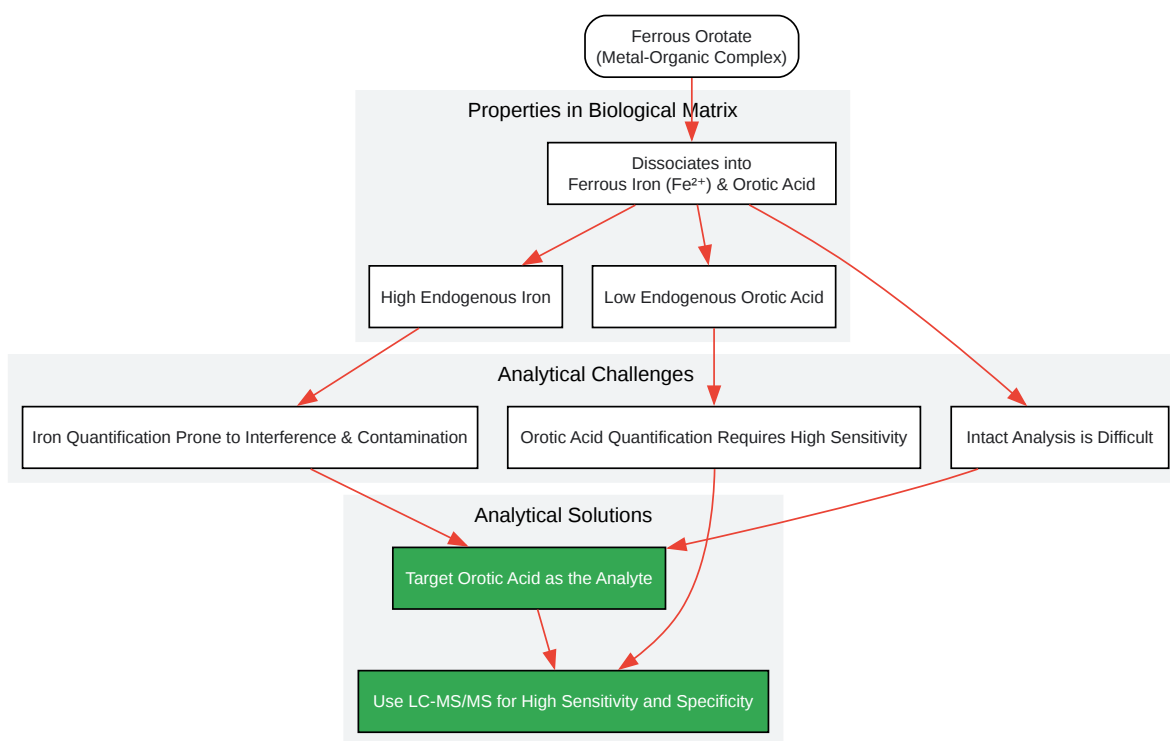 Ferrous Orotate
(Metal-Organic Complex)
Properties in Biological Matrix
Dissociates into
Ferrous Iron (Fe²⁺) & Orotic Acid
High Endogenous Iron
Low Endogenous Orotic Acid
Analytical Challenges
Iron Quantification Prone to Interference & Contamination
Orotic Acid Quantification Requires High Sensitivity
Intact Analysis is Difficult
Analytical Solutions
Target Orotic Acid as the Analyte
Use LC-MS/MS for High Sensitivity and Specificity